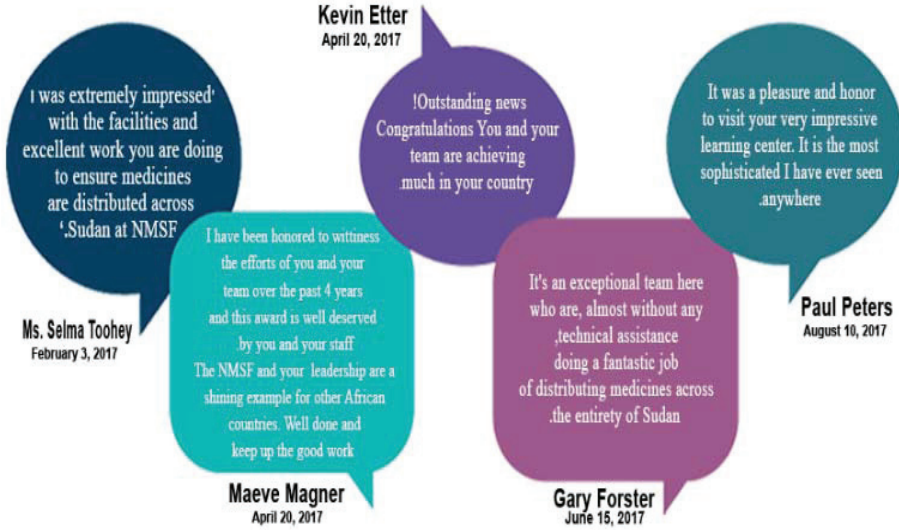 I was extremely impressed'
with the facilities and
excellent work you are doing
to ensure medicines
are distributed across
‘.Sudan at NMSF
Ms. Selma Toohey
February 3, 2017
I have been honored to wittiness
the efforts of you and your
team over the past 4 years
and this award is well deserved
.by you and your staff
The NMSF and your leadership are a
shining example for other African
countries. Well done and
keep up the good work
Maeve Magner
April 20, 2017
Kevin Etter
April 20, 2017
!Outstanding news
Congratulations You and your
team are achieving
.much in your country
It's an exceptional team here
who are, almost without any
,technical assistance
doing a fantastic job
of distributing medicines across
.the entirety of Sudan
Gary Forster
June 15, 2017
It was a pleasure and honor
to visit your very impressive
learning center. It is the most
sophisticated I have ever seen
.anywhere
Paul Peters
August 10, 2017